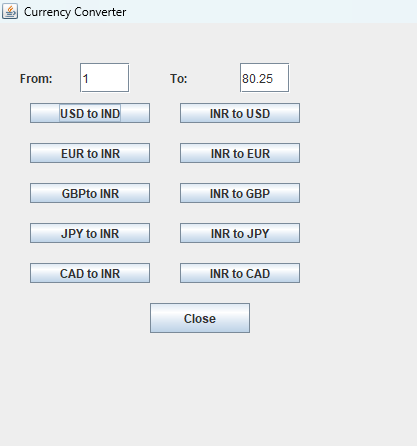 Currency Converter
From: 1 To: 80.25
USD to IND INR to USD
EUR to INR INR to EUR
GBPto INR INR to GBP
JPY to INR INR to JPY
CAD to INR INR to CAD
Close